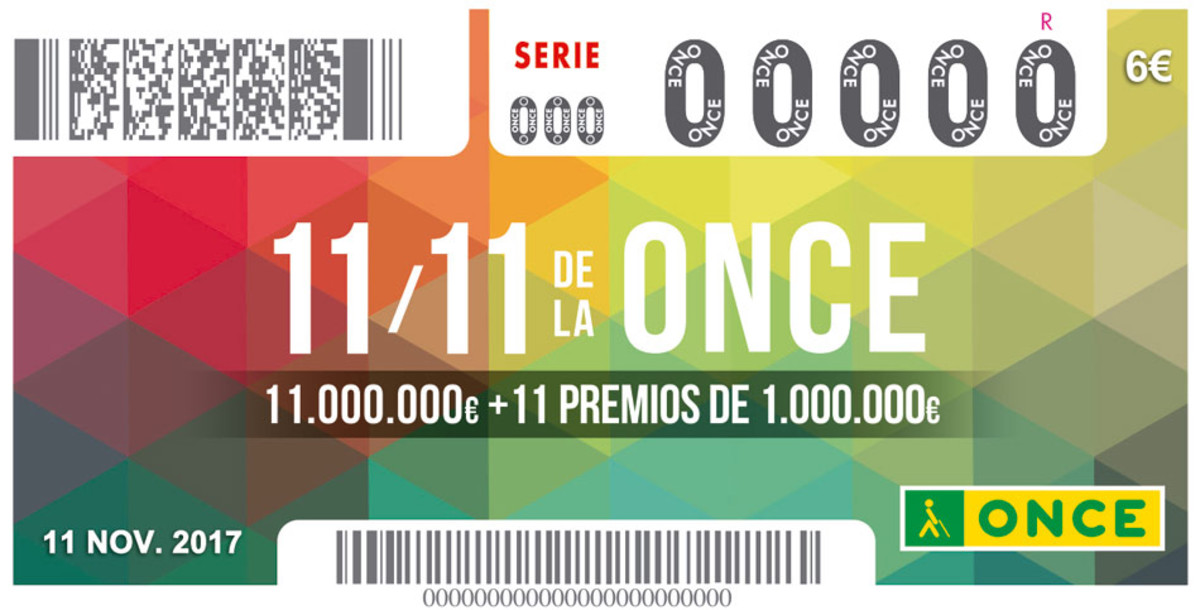 R
SERIE 00000 6€
000
11/11 DE LA ONCE
11.000.000€ + 11 PREMIOS DE 1.000.000€
ONCE
11 NOV. 2017
00000000000000000000000000